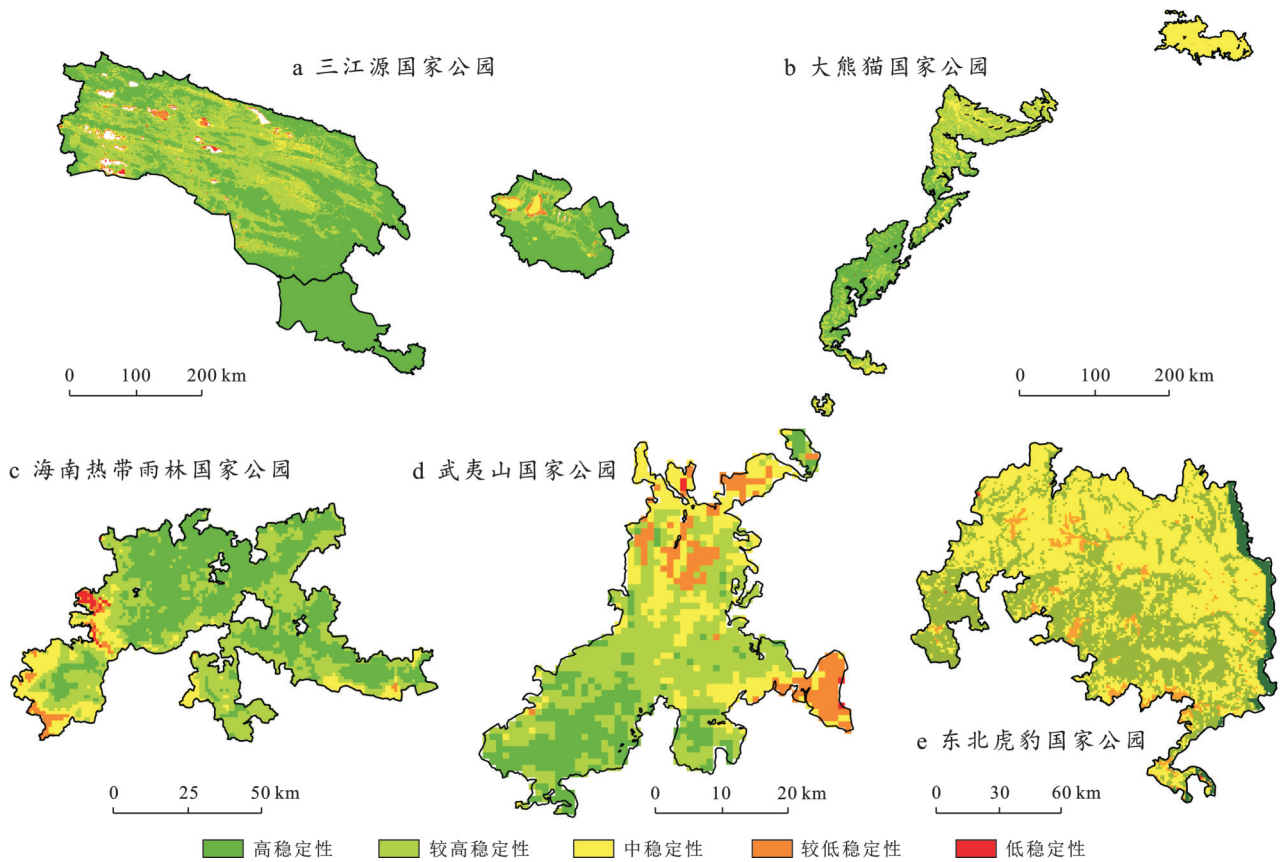 a 三江源国家公园
b 大熊猫国家公园
0 100 200 km
0 100 200 km
c 海南热带雨林国家公园
d 武夷山国家公园
e 东北虎豹国家公园
0 25 50 km
0 10 20 km
0 30 60 km
高稳定性 较高稳定性 中稳定性 较低稳定性 低稳定性